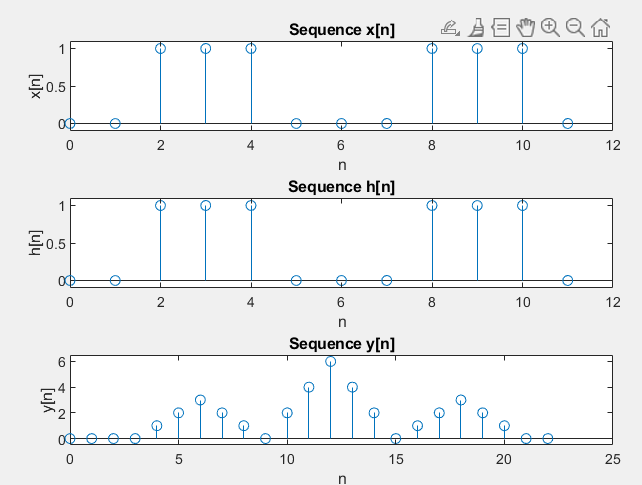 Sequence x[n]
1
0.5
0
x[n]
0 2 4 6 8 10 12
n
Sequence h[n]
1
0.5
0
h[n]
0 2 4 6 8 10 12
n
Sequence y[n]
6
4
2
0
y[n]
0 5 10 15 20 25
n